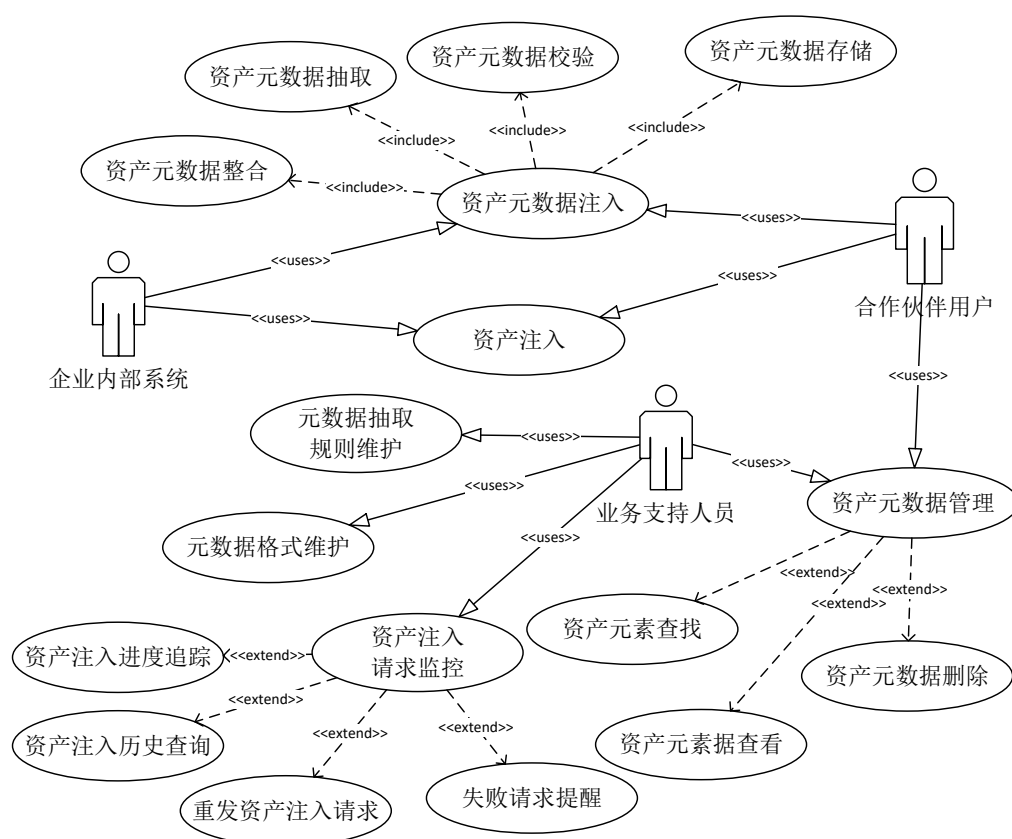 资产元数据存储
资产元数据校验
资产元数据抽取
<<include>>
<<include>>
<<include>>
资产元数据整合
<<include>>
资产元数据注入
<<uses>>
<<uses>>
<<uses>>
合作伙伴用户
<<uses>>
资产注入
企业内部系统
<<uses>>
元数据抽取
规则维护
<<uses>>
<<uses>>
<<uses>>
资产元数据管理
业务支持人员
<<uses>>
元数据格式维护
<<extend>>
<<extend>>
<<extend>>
资产元素查找
资产注入
请求监控
资产注入进度追踪
<<extend>>
资产元数据删除
<<extend>>
<<extend>>
<<extend>>
资产注入历史查询
资产元素据查看
重发资产注入请求
失败请求提醒